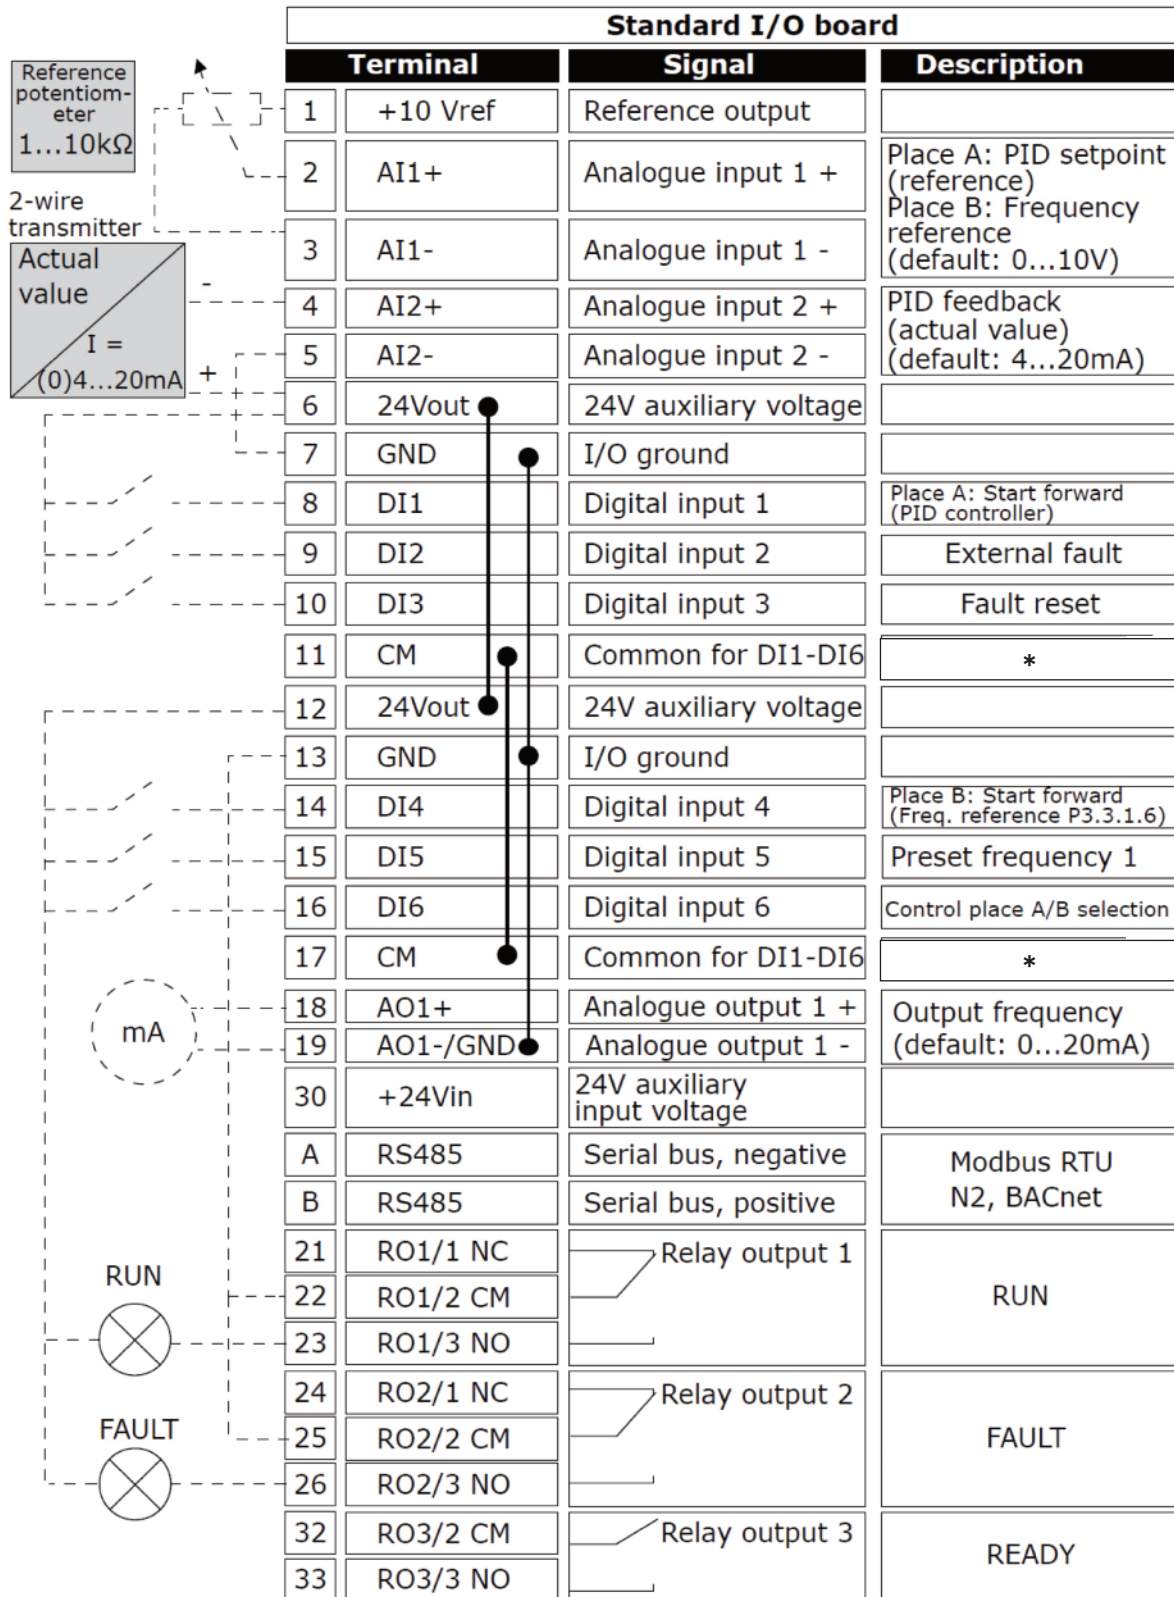 Standard I/O board
Terminal Signal Description
Reference
potentiom-
eter
1...10kΩ
1 +10 Vref Reference output
2 AI1+ Analogue input 1 +
3 AI1- Analogue input 1 -
Place A: PID setpoint
(reference)
Place B: Frequency
reference
(default: 0...10V)
2-wire
transmitter
Actual
value
I =
(0)4...20mA
-
+
4 AI2+ Analogue input 2 +
5 AI2- Analogue input 2 -
PID feedback
(actual value)
(default: 4...20mA)
6 24Vout 24V auxiliary voltage
7 GND I/O ground
8 DI1 Digital input 1
Place A: Start forward
(PID controller)
9 DI2 Digital input 2 External fault
10 DI3 Digital input 3 Fault reset
11 CM Common for DI1-DI6 *
12 24Vout 24V auxiliary voltage
13 GND I/O ground
14 DI4 Digital input 4
Place B: Start forward
(Freq. reference P3.3.1.6)
15 DI5 Digital input 5 Preset frequency 1
16 DI6 Digital input 6 Control place A/B selection
17 CM Common for DI1-DI6 *
mA
18 AO1+ Analogue output 1 +
19 AO1-/GND Analogue output 1 -
Output frequency
(default: 0...20mA)
30 +24Vin 24V auxiliary
input voltage
A RS485 Serial bus, negative
B RS485 Serial bus, positive
Modbus RTU
N2, BACnet
21 RO1/1 NC Relay output 1
RUN
22 RO1/2 CM RUN
23 RO1/3 NO
24 RO2/1 NC Relay output 2
FAULT
25 RO2/2 CM FAULT
26 RO2/3 NO
32 RO3/2 CM Relay output 3
READY
33 RO3/3 NO